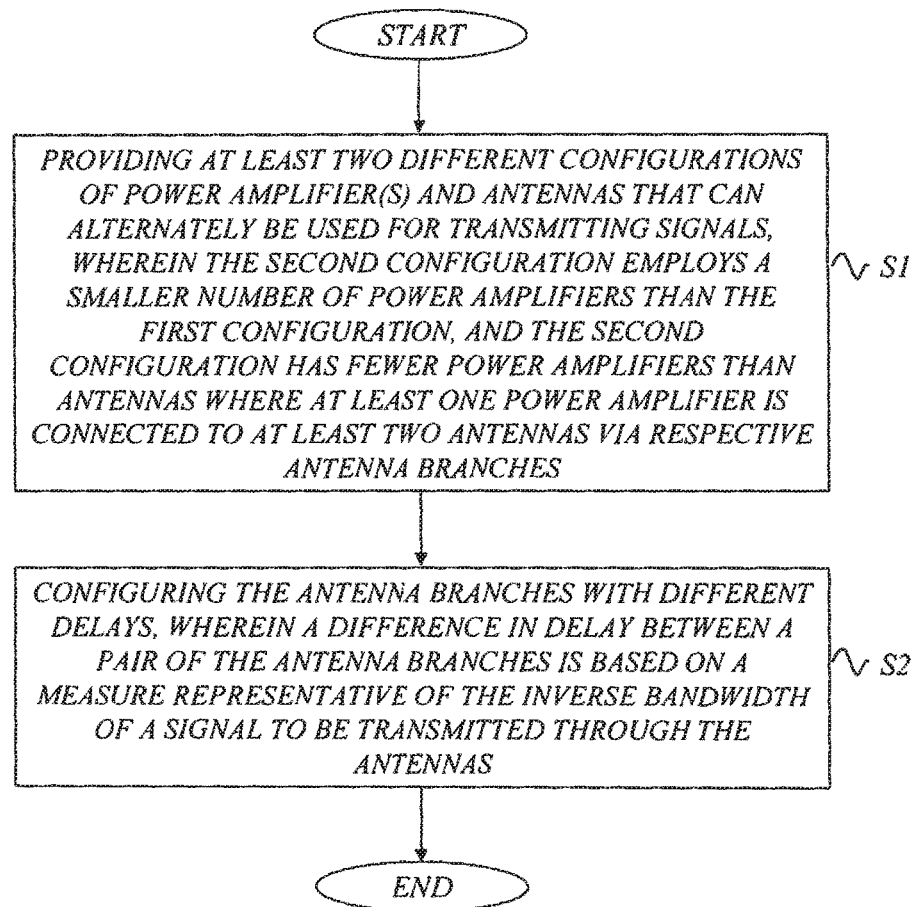 START
PROVIDING AT LEAST TWO DIFFERENT CONFIGURATIONS
OF POWER AMPLIFIER(S) AND ANTENNAS THAT CAN
ALTERNATELY BE USED FOR TRANSMITTING SIGNALS,
WHEREIN THE SECOND CONFIGURATION EMPLOYS A
SMALLER NUMBER OF POWER AMPLIFIERS THAN THE
FIRST CONFIGURATION, AND THE SECOND
CONFIGURATION HAS FEWER POWER AMPLIFIERS THAN
ANTENNAS WHERE AT LEAST ONE POWER AMPLIFIER IS
CONNECTED TO AT LEAST TWO ANTENNAS VIA RESPECTIVE
ANTENNA BRANCHES
S1
CONFIGURING THE ANTENNA BRANCHES WITH DIFFERENT
DELAYS, WHEREIN A DIFFERENCE IN DELAY BETWEEN A
PAIR OF THE ANTENNA BRANCHES IS BASED ON A
MEASURE REPRESENTATIVE OF THE INVERSE BANDWIDTH
OF A SIGNAL TO BE TRANSMITTED THROUGH THE
ANTENNAS
S2
END